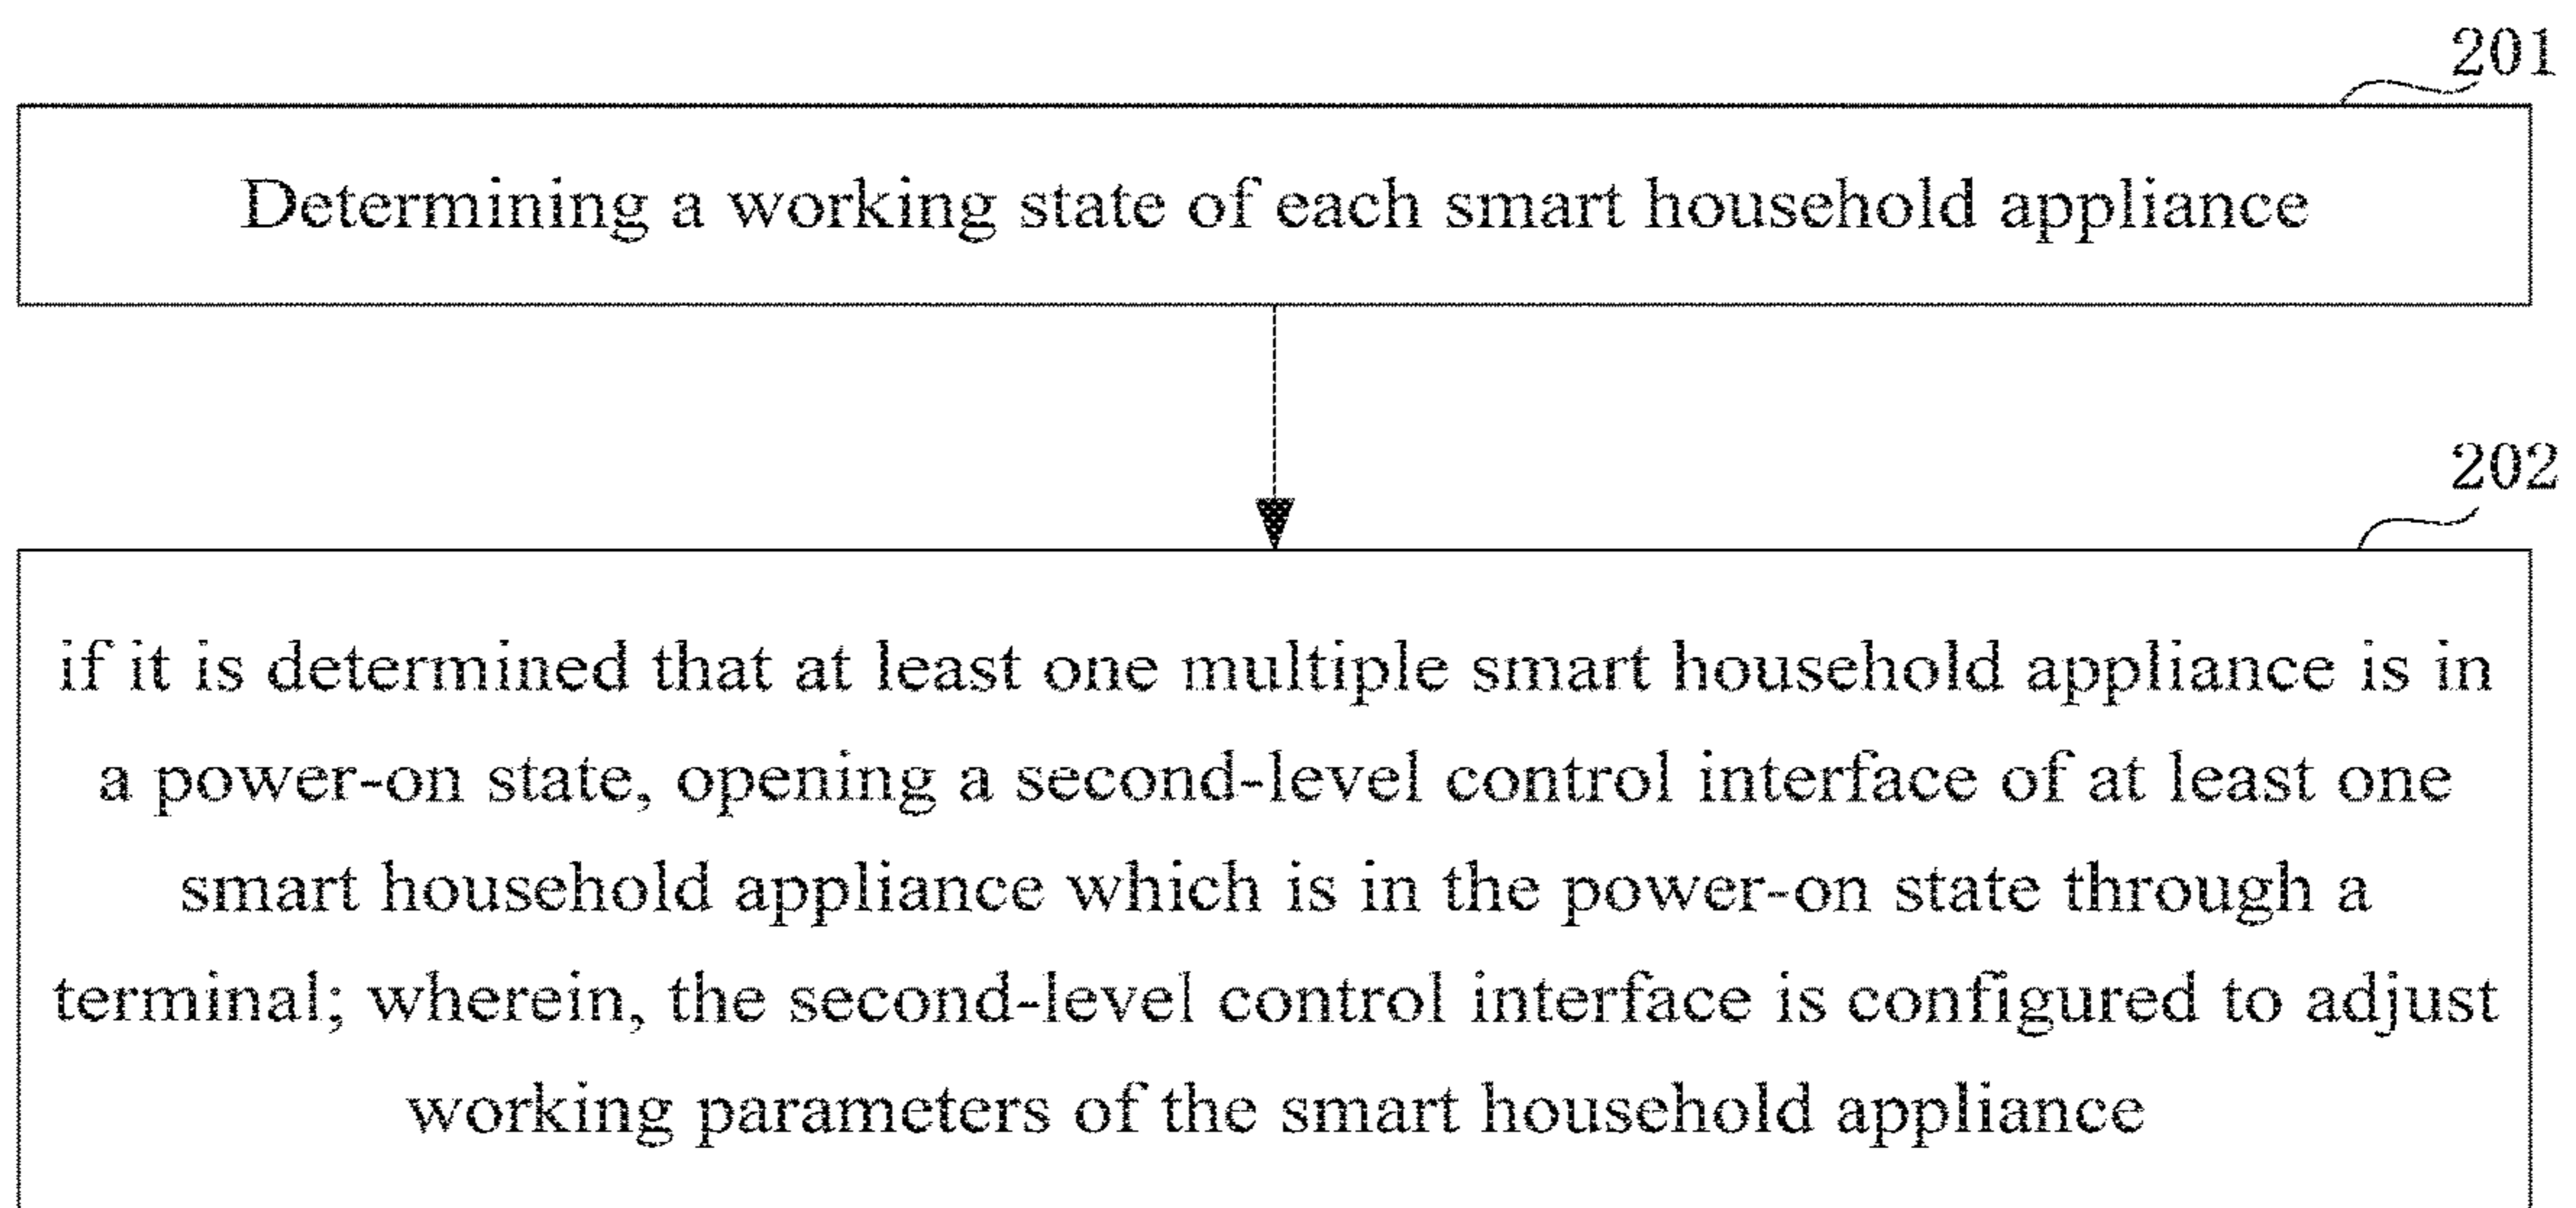 201
Determining a working state of each smart household appliance
202
if it is determined that at least one multiple smart household appliance is in
a power-on state, opening a second-level control interface of at least one
smart household appliance which is in the power-on state through a
terminal; wherein, the second-level control interface is configured to adjust
working parameters of the smart household appliance